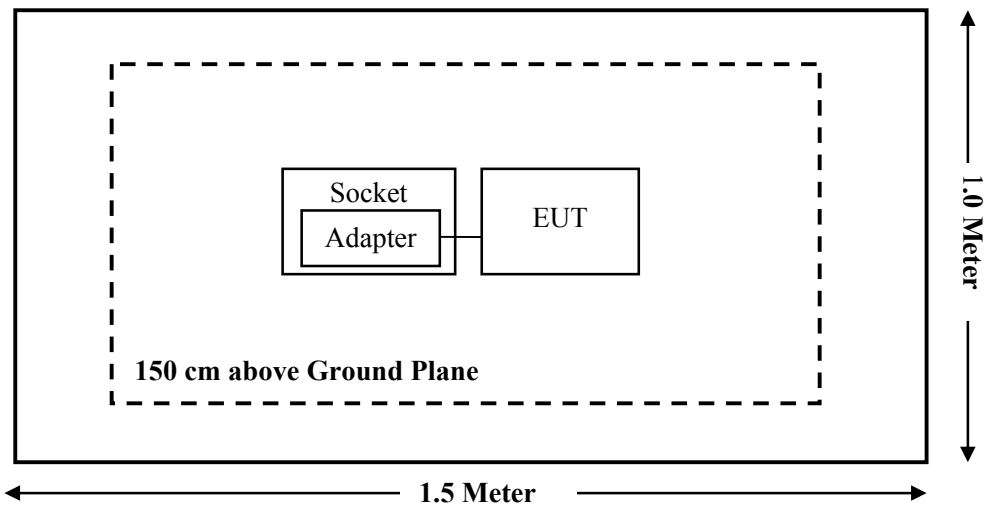 Socket
Adapter
EUT
150 cm above Ground Plane
1.0 Meter
1.5 Meter